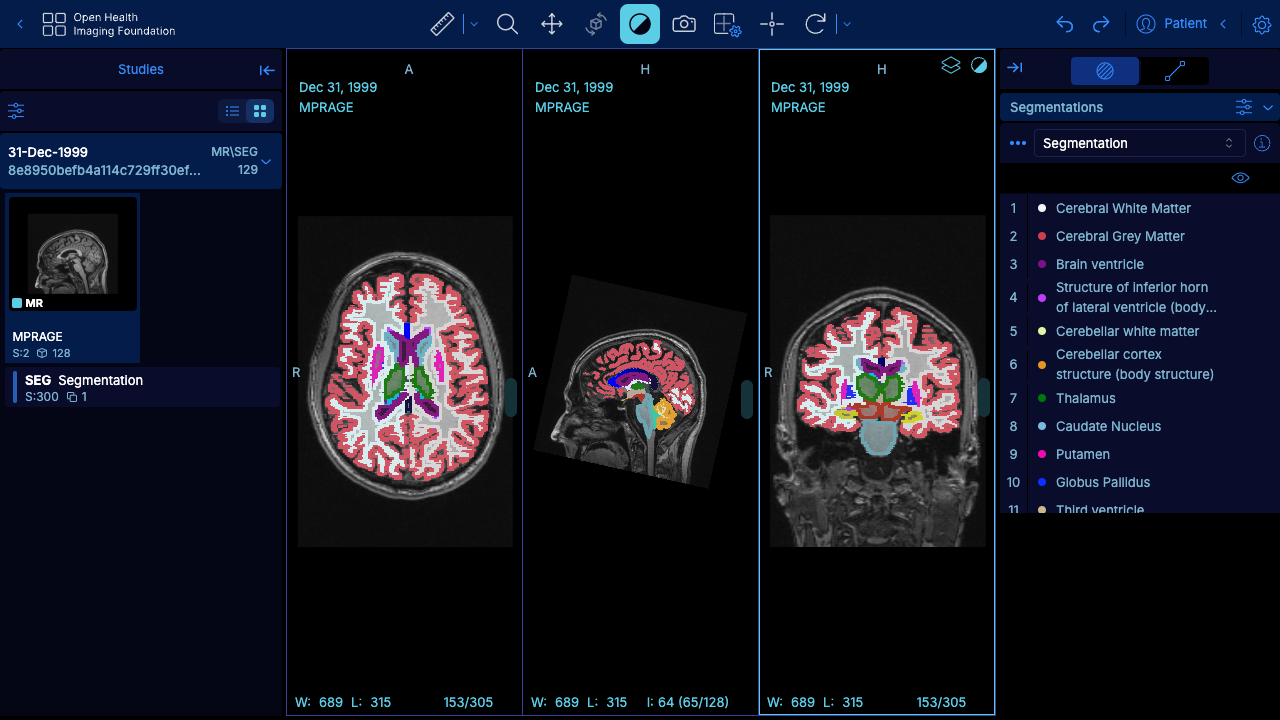 Open Health
Imaging Foundation
Patient
Studies
31-Dec-1999
MR\SEG
8e8950befb4a114c729ff30ef...
129
MR
MPRAGE
S:2
128
SEG Segmentation
S:300
1
A
Dec 31, 1999
MPRAGE
R
W: 689 L: 315
153/305
H
Dec 31, 1999
MPRAGE
A
W: 689 L: 315
I: 64 (65/128)
H
Dec 31, 1999
MPRAGE
R
W: 689 L: 315
153/305
Segmentations
Segmentation
1 Cerebral White Matter
2 Cerebral Grey Matter
3 Brain ventricle
4 Structure of inferior horn
of lateral ventricle (body...
5 Cerebellar white matter
6 Cerebellar cortex
structure (body structure)
7 Thalamus
8 Caudate Nucleus
9 Putamen
10 Globus Pallidus
11 Third ventricle